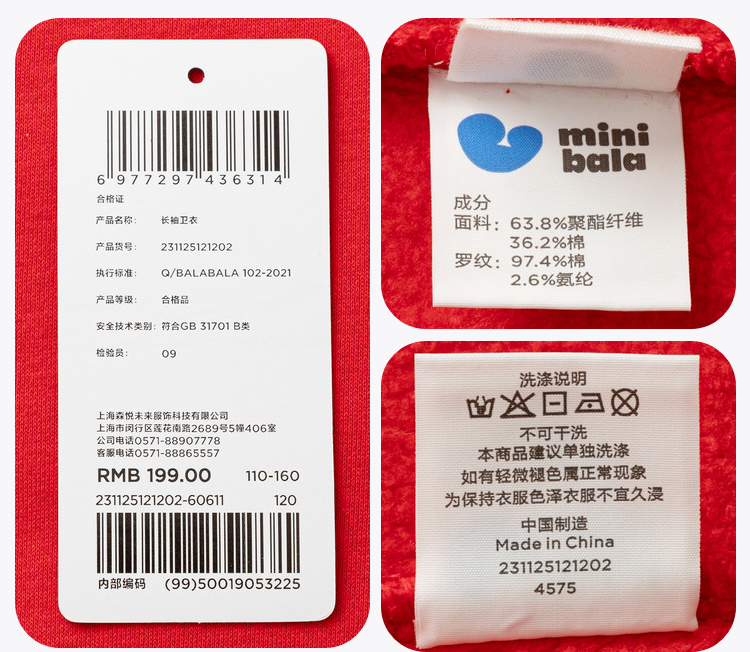 6 977297 436314
合格证
产品名称: 长袖卫衣
产品货号: 231125121202
执行标准: Q/BALABALA 102-2021
产品等级: 合格品
安全技术类别: 符合GB 31701 B类
检验员: 09
上海森悦未来服饰科技有限公司
上海市闵行区莲花南路2689号5幢406室
公司电话0571-88907778
客服电话0571-88865557
RMB 199.00 110-160
231125121202-60611 120
内部编码 (99)50019053225
mini
bala
成分
面料: 63.8%聚酯纤维
36.2%棉
罗纹: 97.4%棉
2.6%氨纶
洗涤说明
不可干洗
本商品建议单独洗涤
如有轻微褪色属正常现象
为保持衣服色泽衣服不宜久浸
中国制造
Made in China
231125121202
4575